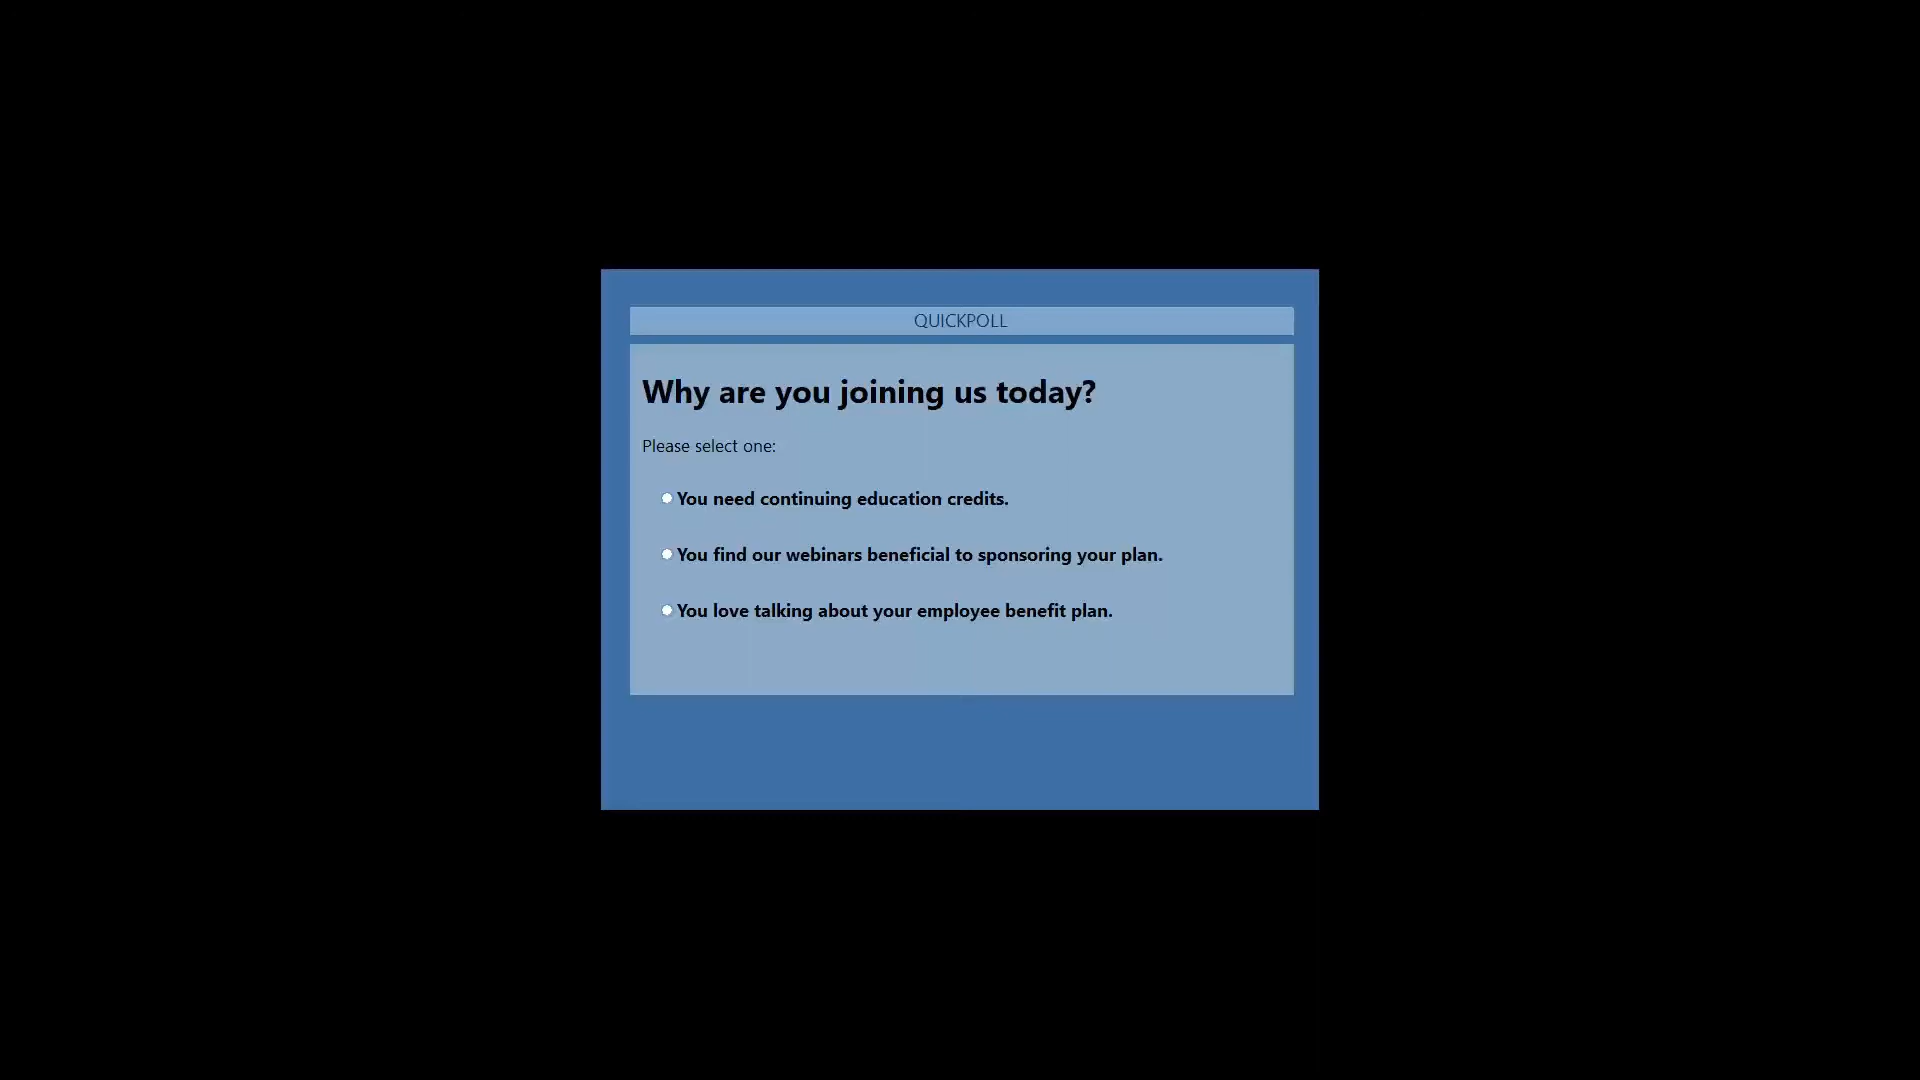 QUICKPOLL
Why are you joining us today?
Please select one:
You need continuing education credits.
You find our webinars beneficial to sponsoring your plan.
You love talking about your employee benefit plan.